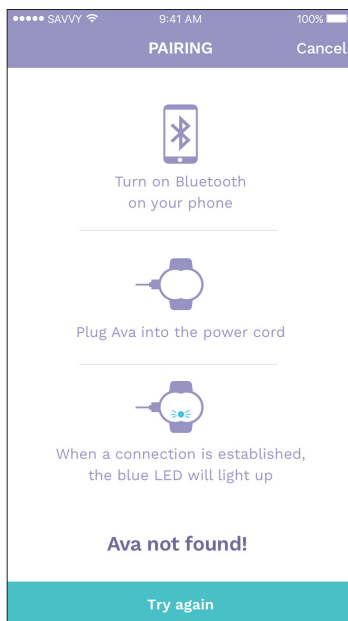 SAVVY 9:41 AM 100%
PAIRING Cancel
Turn on Bluetooth
on your phone
Plug Ava into the power cord
When a connection is established,
the blue LED will light up
Ava not found!
Try again